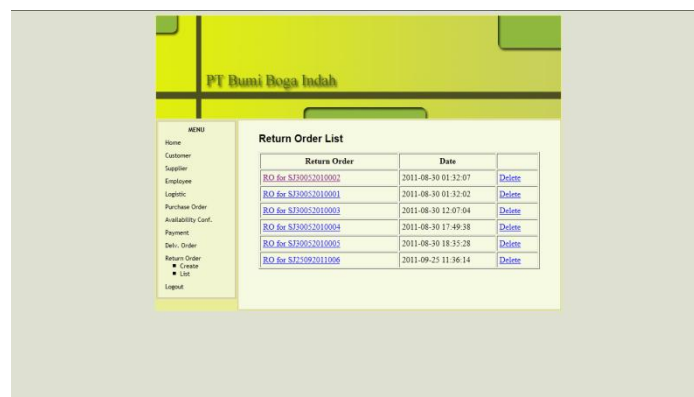 PT Bumi Boga Indah
MENU
Home
Customer
Supplier
Employee
Logistic
Purchase Order
Availability Conf.
Payment
Delv. Order
Return Order
Create
List
Logout
Return Order List
Return Order Date
RO for SJ30052010002 2011-08-30 01:32:07 Delete
RO for SJ30052010001 2011-08-30 01:32:02 Delete
RO for SJ30052010003 2011-08-30 12:07:04 Delete
RO for SJ30052010004 2011-08-30 17:49:38 Delete
RO for SJ30052010005 2011-08-30 18:35:28 Delete
RO for SJ25092011006 2011-09-25 11:36:14 Delete